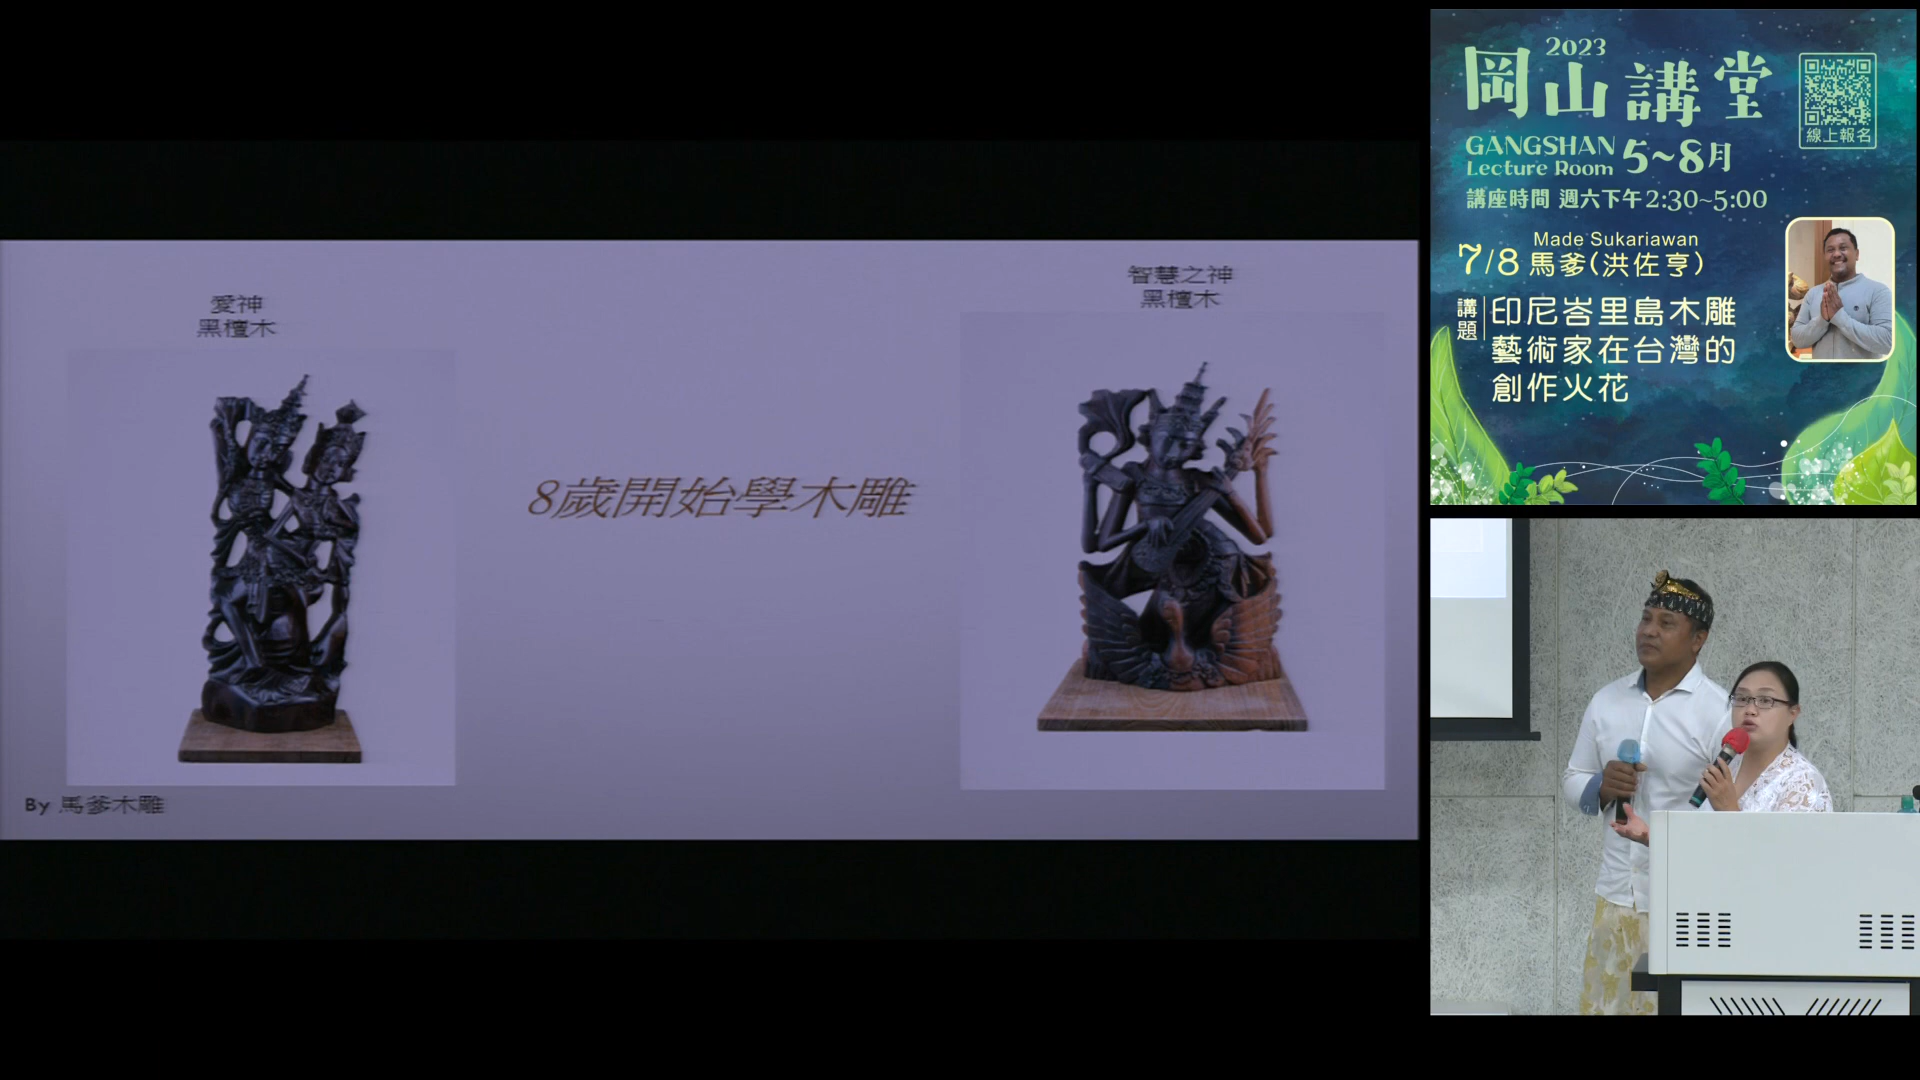 愛神
黑檀木
8歲開始學木雕
智慧之神
黑檀木
By 馬爹木雕
2023
岡山講堂
線上報名
GANGSHAN
Lecture Room
5~8月
講座時間 週六下午2:30~5:00
Made Sukariawan
7/8 馬爹(洪佐亨)
講題
印尼峇里島木雕
藝術家在台灣的
創作火花